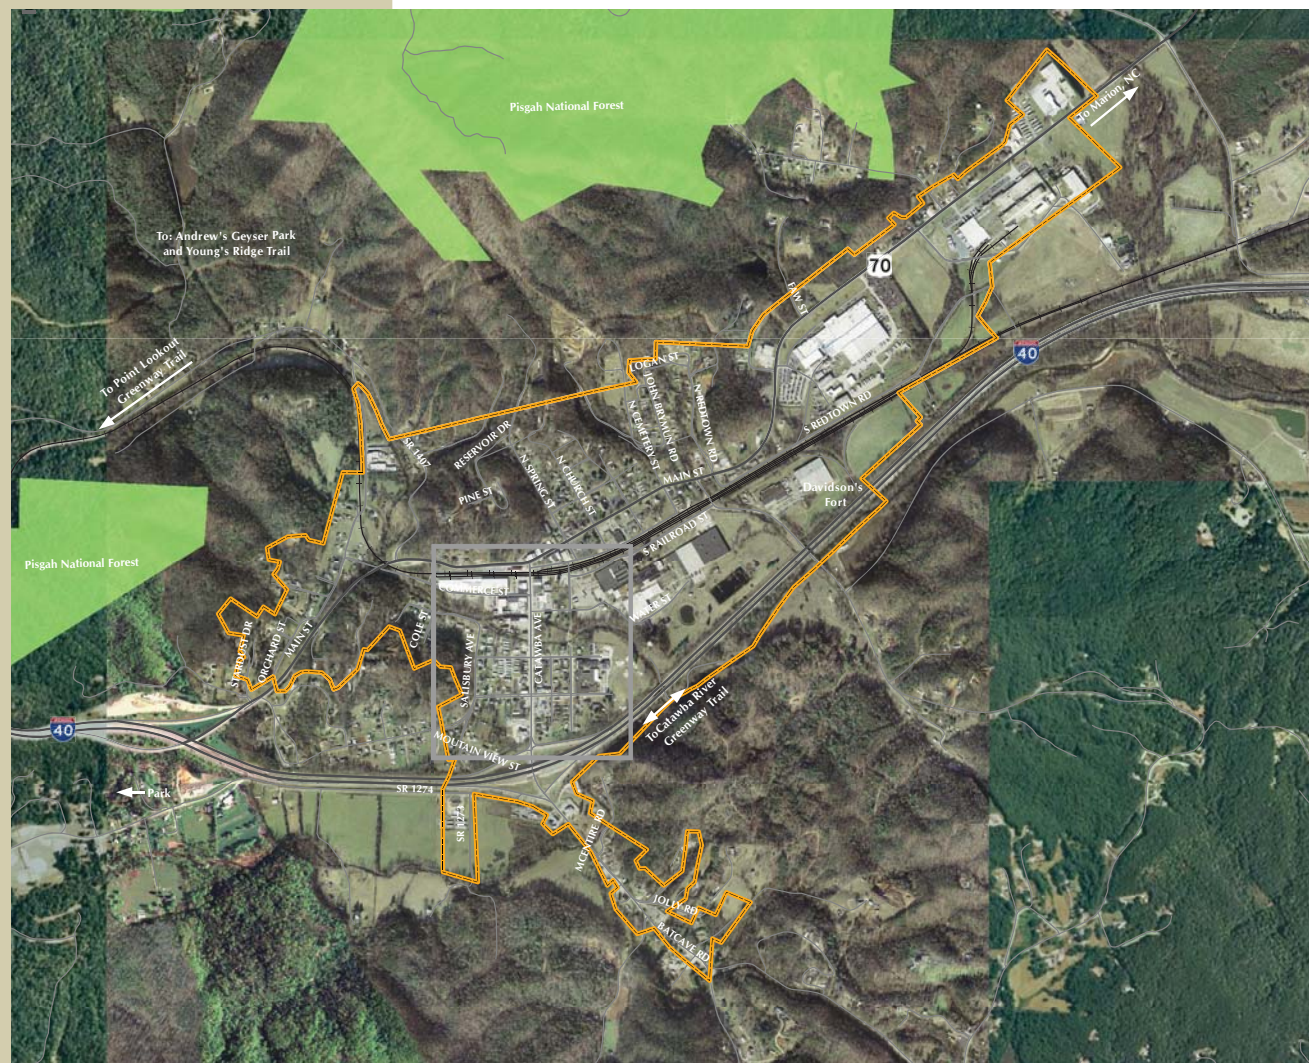 Pisgah National Forest
To Marion, NC
To: Andrew's Geyser Park
and Young's Ridge Trail
70
FAW ST
To Point Lookout
Greenway Trail
40
LOGAN ST
JOHN BRYMUN RD
N REDTOWN RD
N CEMETERY ST
S REDTOWN RD
SR 1407
RESERVOIR DR
N SPRING ST
N CHURCH ST
MAIN ST
PINE ST
Davidson's
Fort
S RAILROAD ST
Pisgah National Forest
COMMERCE ST
WATER ST
COLE ST
STARDUST DR
ORCHARD ST
MAIN ST
SALISBURY AVE
CATAWBA AVE
To Catawba River
Greenway Trail
40
MOUTAIN VIEW ST
Park
SR 1274
SR 1274
MCENTIRE RD
JOLLY RD
BATCAVE RD